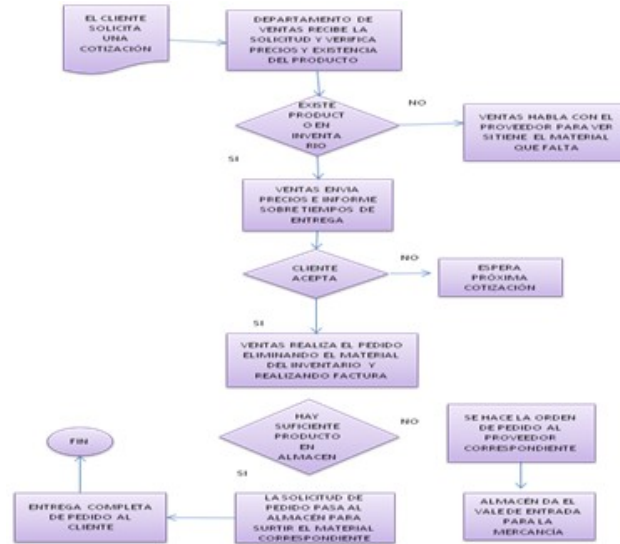 EL CLIENTE
SOLICITA
UNA
COTIZACIÓN
DEPARTAMENTO DE
VENTAS RECIBE LA
SOLICITUD Y VERIFICA
PRECIOS Y EXISTENCIA
DEL PRODUCTO
EXISTE
PRODUCT
O EN
INVENTA
RIO
NO
VENTAS HABLA CON EL
PROVEEDOR PARA VER
SI TIENE EL MATERIAL
QUE FALTA
SI
VENTAS ENVIA
PRECIOS E INFORME
SOBRE TIEMPOS DE
ENTREGA
CLIENTE
ACEPTA
NO
ESPERA
PRÓXIMA
COTIZACIÓN
SI
VENTAS REALIZA EL PEDIDO
ELIMINANDO EL MATERIAL
DEL INVENTARIO Y
REALIZANDO FACTURA
HAY
SUFICIENTE
PRODUCTO
EN
ALMACEN
NO
SE HACE LA ORDEN
DE PEDIDO AL
PROVEEDOR
CORRESPONDIENTE
FIN
SI
ENTREGA COMPLETA
DE PEDIDO AL
CLIENTE
LA SOLICITUD DE
PEDIDO PASA AL
ALMACÉN PARA
SURTIR EL MATERIAL
CORRESPONDIENTE
ALMACÉN DA EL
VALE DE ENTRADA
PARA LA
MERCANCÍA